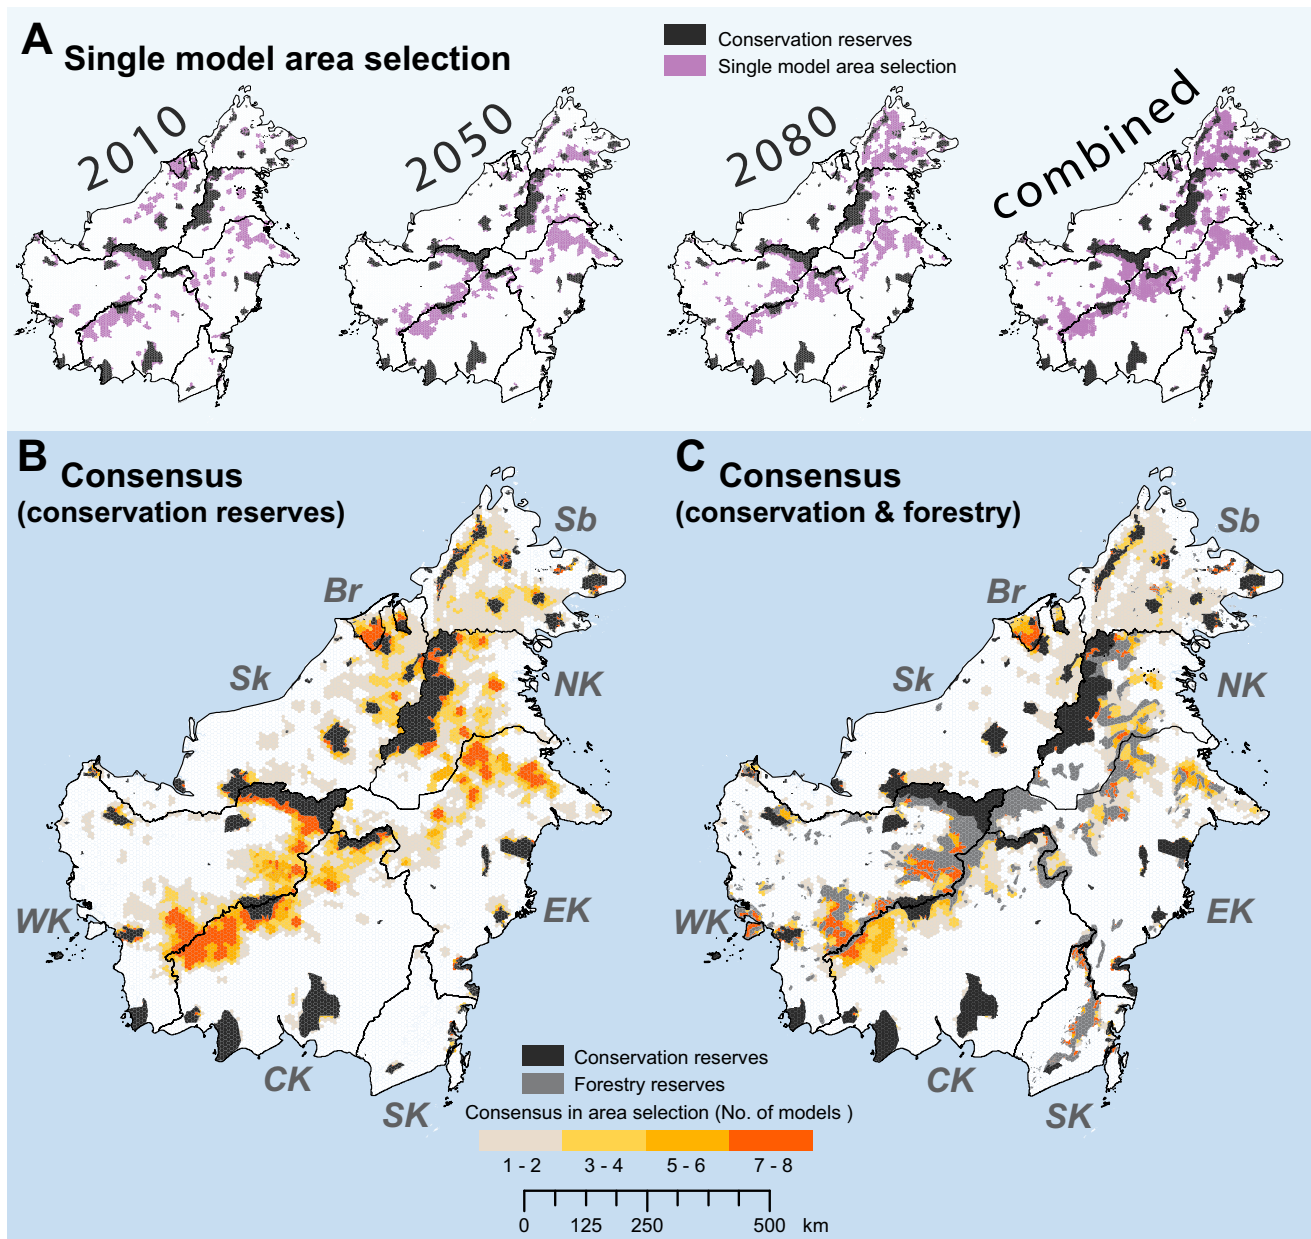 A Single model area selection
Conservation reserves
Single model area selection
2010
2050
2080
combined
B Consensus
(conservation reserves)
Sb
Br
Sk
NK
WK
EK
CK
SK
C Consensus
(conservation & forestry)
Sb
Br
Sk
NK
WK
EK
CK
SK
Conservation reserves
Forestry reserves
Consensus in area selection (No. of models )
1 - 2 3 - 4 5 - 6 7 - 8
0 125 250 500 km